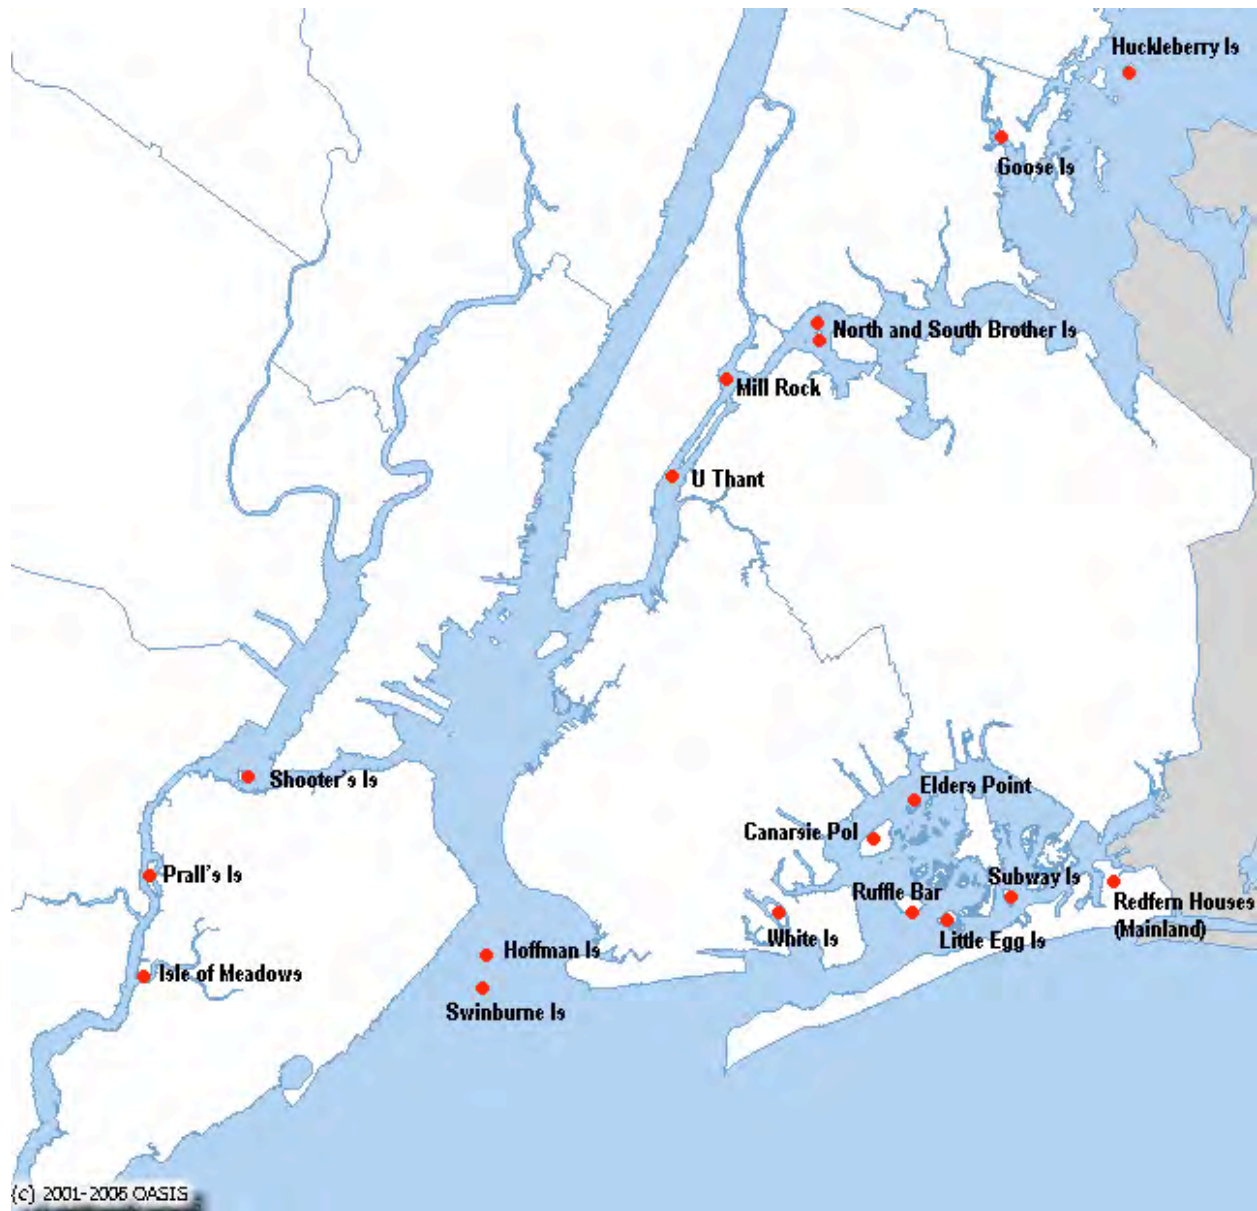 Huckleberry Is
Goose Is
North and South Brother Is
Mill Rock
U Thant
Shooter's Is
Elders Point
Canarsie Pol
Prall's Is
Subway Is
Ruffle Bar
Redfern Houses
(Mainland)
White Is
Little Egg Is
Hoffman Is
Isle of Meadows
Swinburne Is
(c) 2001-2006 OASIS